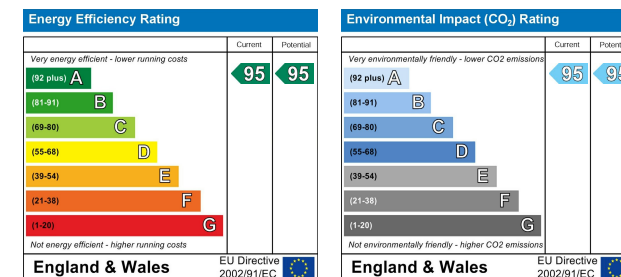 Energy Efficiency Rating
Current Potential
Very energy efficient - lower running costs
(92 plus) A 95 95
(81-91) B
(69-80) C
(55-68) D
(39-54) E
(21-38) F
(1-20) G
Not energy efficient - higher running costs
England & Wales
EU Directive
2002/91/EC
Environmental Impact (CO₂) Rating
Current Potent
Very environmentally friendly - lower CO2 emissions
(92 plus) A 95 95
(81-91) B
(69-80) C
(55-68) D
(39-54) E
(21-38) F
(1-20) G
Not environmentally friendly - higher CO2 emissions
England & Wales
EU Directive
2002/91/EC